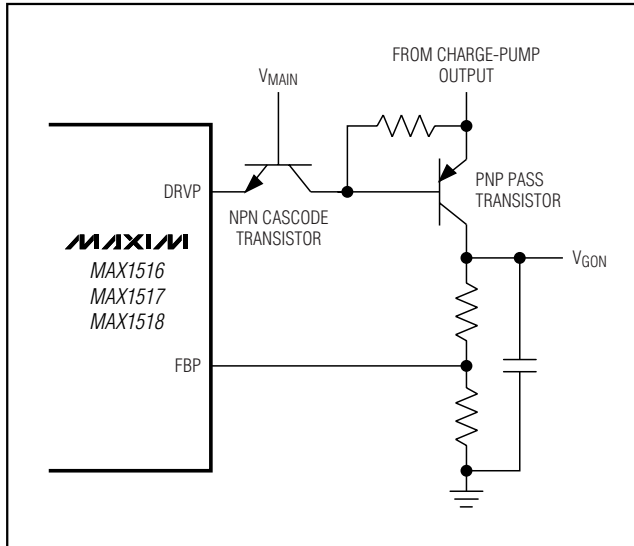 FROM CHARGE-PUMP
OUTPUT
VMAIN
DRVP
NPN CASCODE
TRANSISTOR
PNP PASS
TRANSISTOR
MAXIM
MAX1516
MAX1517
MAX1518
VGON
FBP